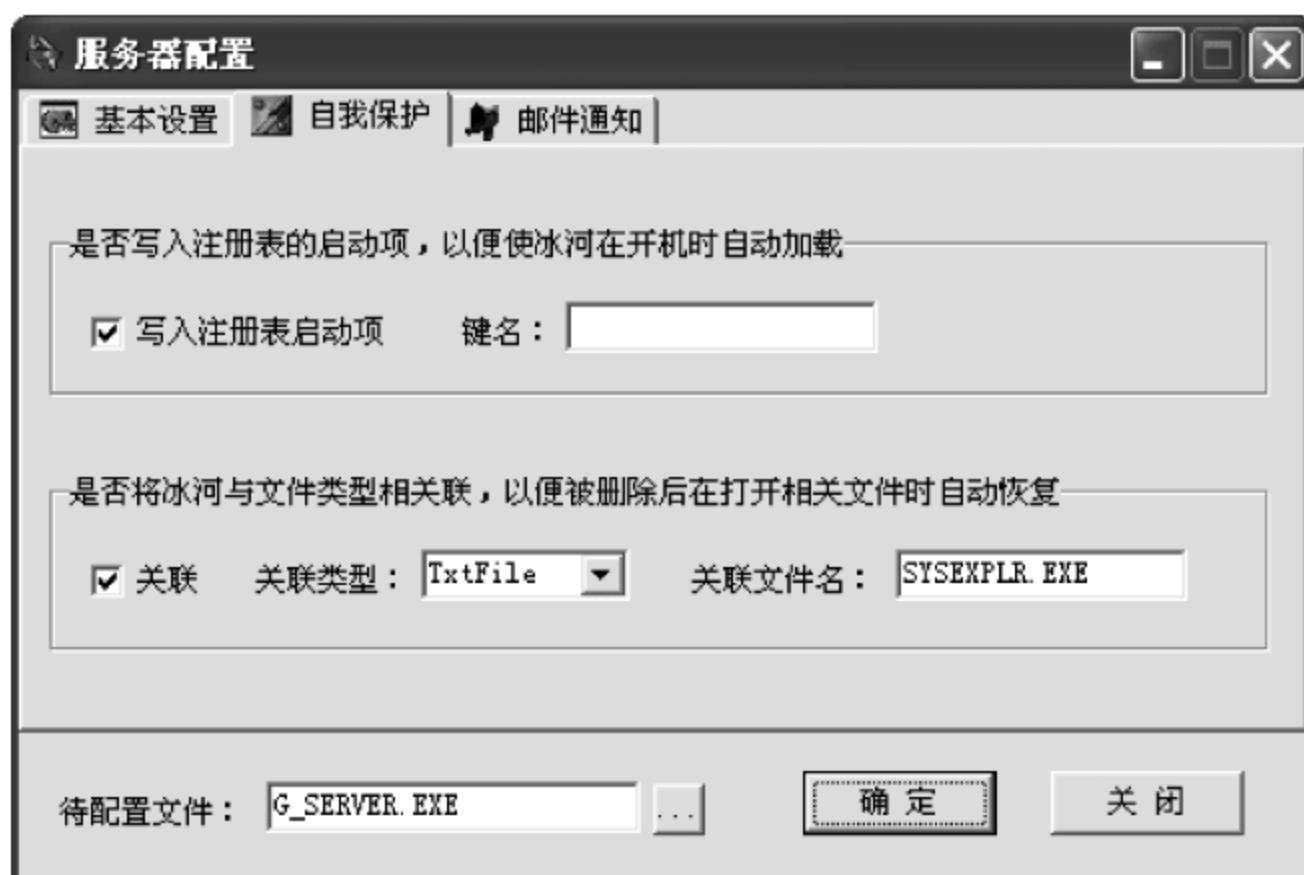 服务器配置
基本设置 自我保护 邮件通知
是否写入注册表的启动项，以便使冰河在开机时自动加载
写入注册表启动项 键名：
是否将冰河与文件类型相关联，以便被删除后在打开相关文件时自动恢复
关联 关联类型： TxtFile 关联文件名： SYSEXPLR.EXE
待配置文件： G_SERVER.EXE ... 确定 关闭